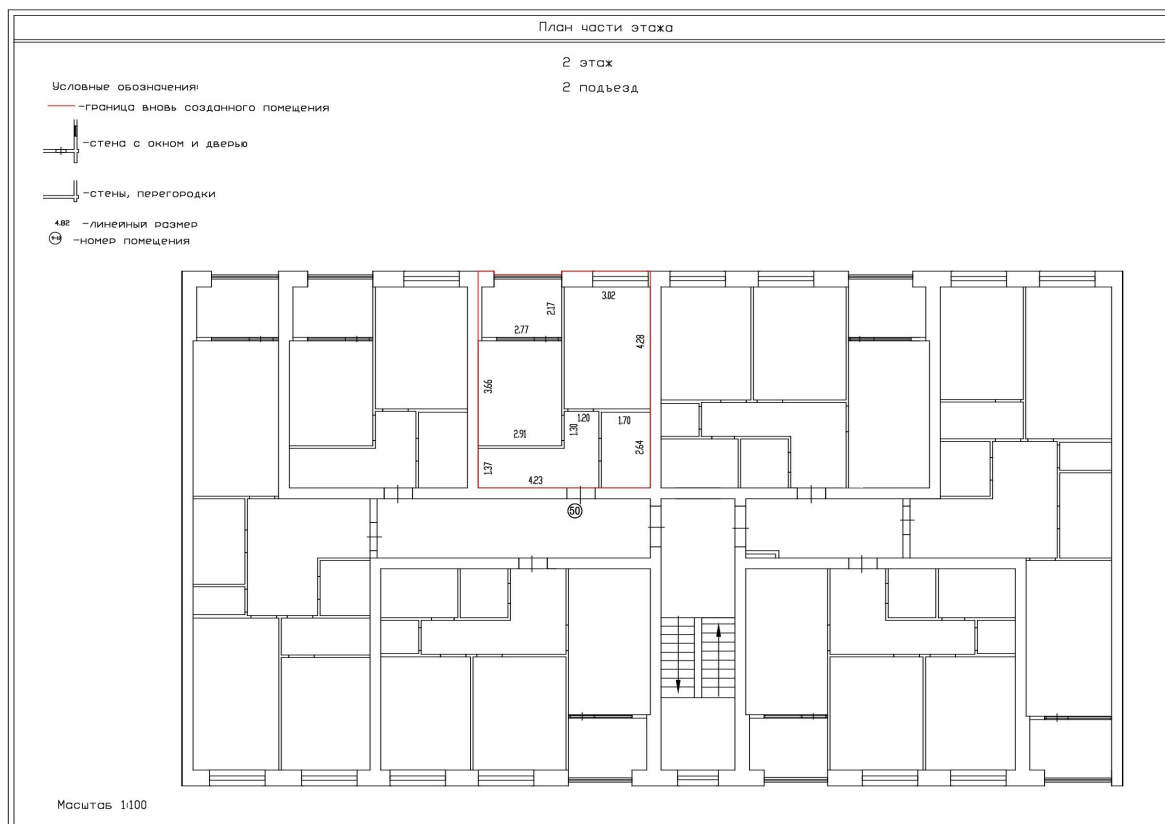 План части этажа
2 этаж
2 подъезд
Условные обозначения:
-граница вновь созданного помещения
-стена с окном и дверью
-стены, перегородки
4.82 -линейный размер
-номер помещения
3.02
2.17
2.77
4.28
3.66
1.20
1.70
1.30
2.91
2.64
1.37
4.23
50
Масштаб 1:100